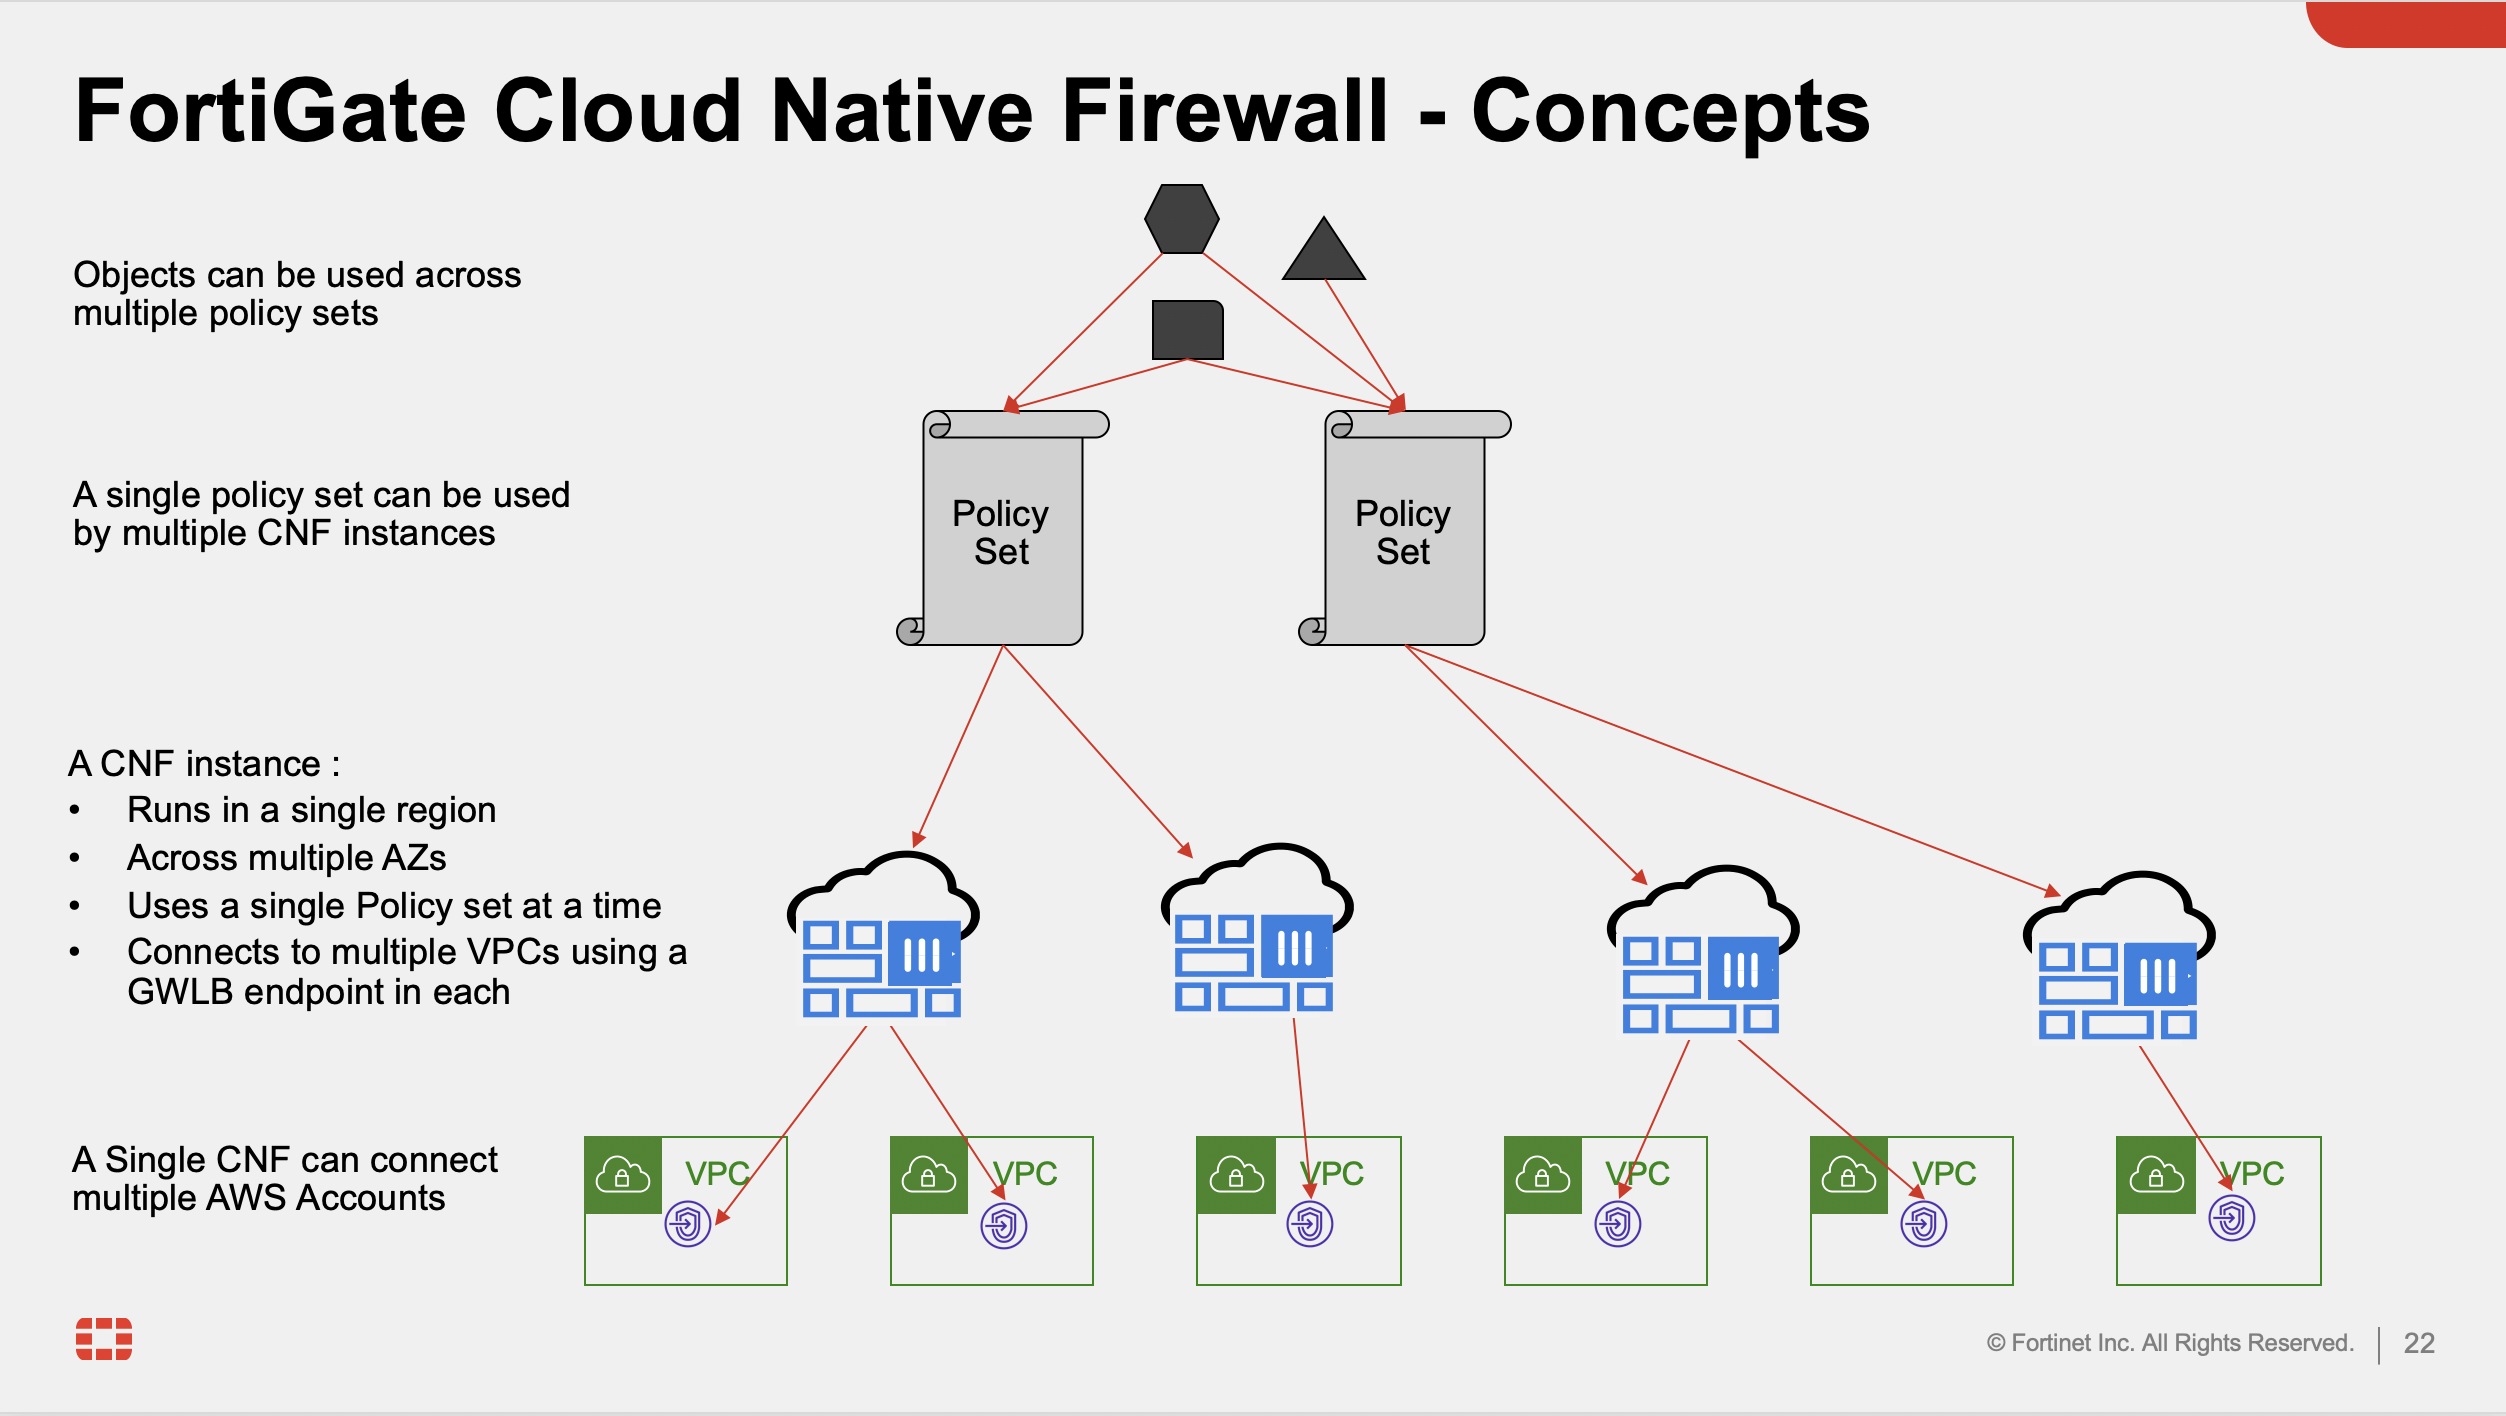 FortiGate Cloud Native Firewall - Concepts
Objects can be used across
multiple policy sets
A single policy set can be used
by multiple CNF instances
Policy
Set
Policy
Set
A CNF instance :
• Runs in a single region
• Across multiple AZs
• Uses a single Policy set at a time
• Connects to multiple VPCs using a
GWLB endpoint in each
A Single CNF can connect
multiple AWS Accounts
VPC
VPC
VPC
VPC
VPC
VPC
© Fortinet Inc. All Rights Reserved.
22